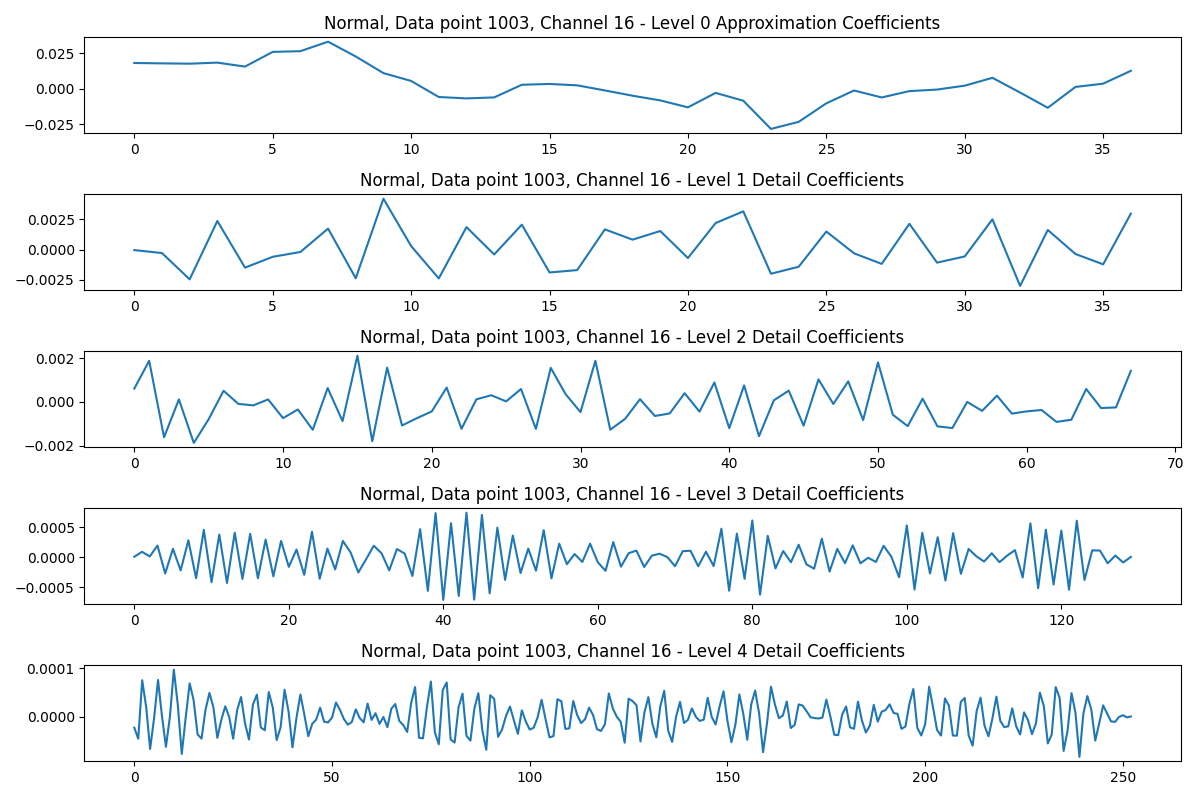 Normal, Data point 1003, Channel 16 - Level 0 Approximation Coefficients
0.025
0.000
−0.025
0 5 10 15 20 25 30 35
Normal, Data point 1003, Channel 16 - Level 1 Detail Coefficients
0.0025
0.0000
−0.0025
0 5 10 15 20 25 30 35
Normal, Data point 1003, Channel 16 - Level 2 Detail Coefficients
0.002
0.000
−0.002
0 10 20 30 40 50 60 70
Normal, Data point 1003, Channel 16 - Level 3 Detail Coefficients
0.0005
0.0000
−0.0005
0 20 40 60 80 100 120
Normal, Data point 1003, Channel 16 - Level 4 Detail Coefficients
0.0001
0.0000
0 50 100 150 200 250